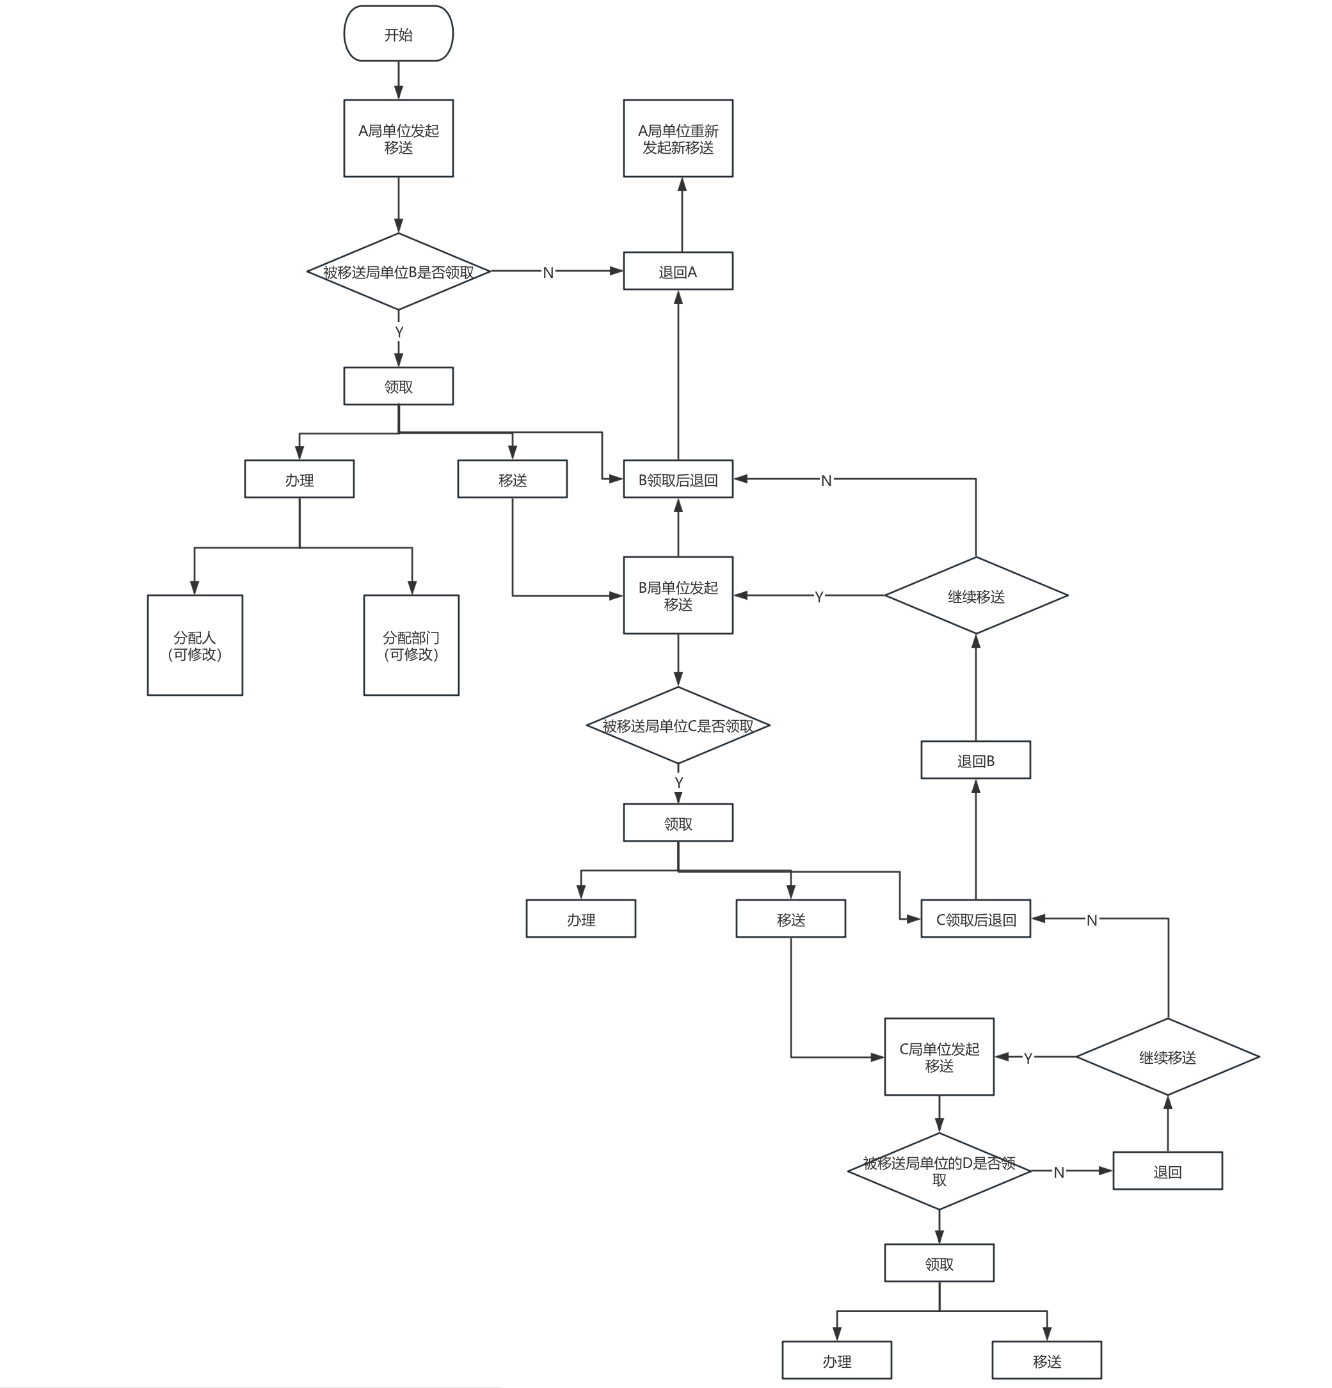 开始
A局单位发起
移送
A局单位重新
发起新移送
被移送局单位B是否领取
N
退回A
Y
领取
办理
移送
B领取后退回
N
分配人
(可修改)
分配部门
(可修改)
B局单位发起
移送
Y
继续移送
被移送局单位C是否领取
退回B
Y
领取
办理
移送
C领取后退回
N
C局单位发起
移送
Y
继续移送
被移送局单位的D是否领
取
N
退回
领取
办理
移送